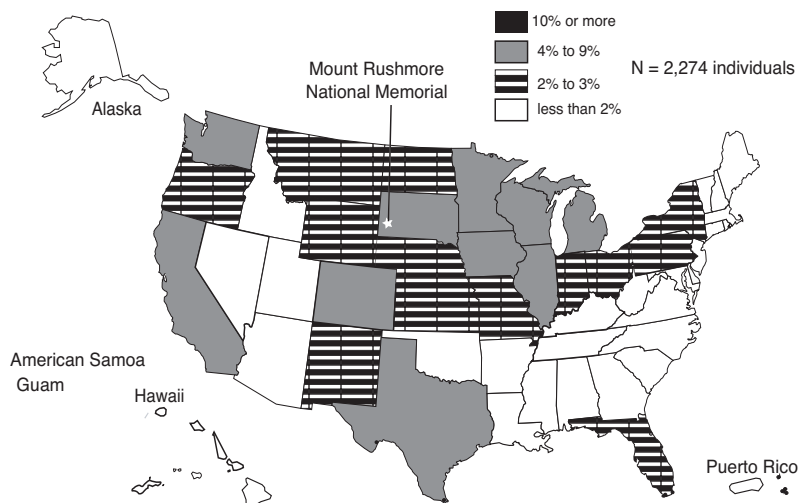 10% or more
4% to 9%
2% to 3%
less than 2%
N = 2,274 individuals
Mount Rushmore
National Memorial
Alaska
American Samoa
Guam
Hawaii
Puerto Rico